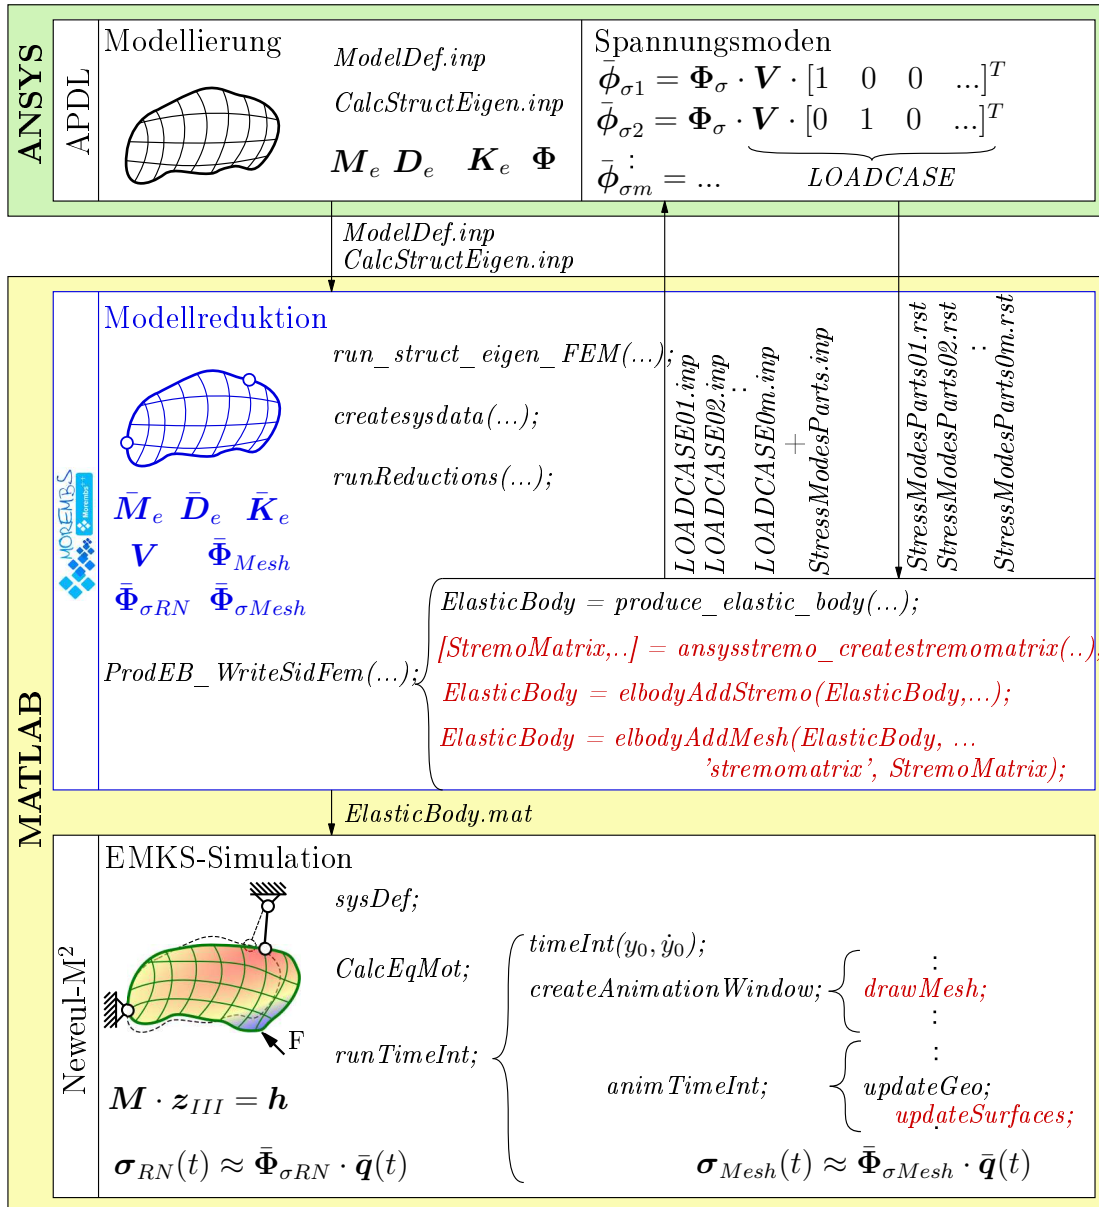 ANSYS
APDL
Modellierung
ModelDef.inp
CalcStructEigen.inp
M_e D_e K_e Φ
Spannungsmoden
ϕ̄_σ1 = Φ_σ · V · [1 0 0 ...]^T
ϕ̄_σ2 = Φ_σ · V · [0 1 0 ...]^T
:
ϕ̄_σm = ...
LOADCASE
ModelDef.inp
CalcStructEigen.inp
MATLAB
MOREMBS
Morembs++
Modellreduktion
run_struct_eigen_FEM(...);
createsysdata(...);
runReductions(...);
M̄_e D̄_e K̄_e
V Φ̄_Mesh
Φ̄_σRN Φ̄_σMesh
LOADCASE01.inp
LOADCASE02.inp
..
LOADCASE0m.inp
+
StressModesParts.inp
StressModesParts01.rst
StressModesParts02.rst
..
StressModesParts0m.rst
ProdEB_WriteSidFem(...);
ElasticBody = produce_elastic_body(...);
[StremoMatrix,..] = ansysstremo_createstremomatrix(..);
ElasticBody = elbodyAddStremo(ElasticBody,...);
ElasticBody = elbodyAddMesh(ElasticBody, ...
'stremomatrix', StremoMatrix);
ElasticBody.mat
Neweul-M²
EMKS-Simulation
F
sysDef;
CalcEqMot;
runTimeInt;
timeInt(y₀, ẏ₀);
createAnimationWindow;
:
drawMesh;
:
animTimeInt;
:
updateGeo;
updateSurfaces;
:
M · z_III = h
σ_RN(t) ≈ Φ̄_σRN · q̄(t)
σ_Mesh(t) ≈ Φ̄_σMesh · q̄(t)